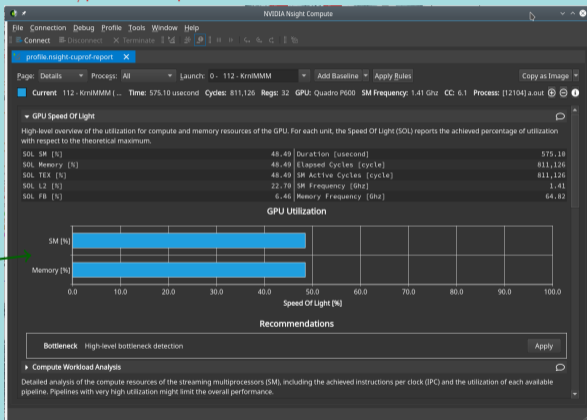 NVIDIA Nsight Compute
File Connection Debug Profile Tools Window Help
Connect Disconnect Terminate
profile.nsight-cuprof-report X
Page: Details Process: All Launch: 0 - 112 - KrnlMMM Add Baseline Apply Rules Copy as Image
Current 112 - KrnlMMM ( ... Time: 575.10 usecond Cycles: 811,126 Regs: 32 GPU: Quadro P600 SM Frequency: 1.41 Ghz CC: 6.1 Process: [12104] a.out
GPU Speed Of Light
High-level overview of the utilization for compute and memory resources of the GPU. For each unit, the Speed Of Light (SOL) reports the achieved percentage of utilization
with respect to the theoretical maximum.
SOL SM [%] 48.49 Duration [usecond] 575.10
SOL Memory [%] 48.49 Elapsed Cycles [cycle] 811,126
SOL TEX [%] 48.49 SM Active Cycles [cycle] 811,126
SOL L2 [%] 22.70 SM Frequency [Ghz] 1.41
SOL FB [%] 6.46 Memory Frequency [Ghz] 64.82
GPU Utilization
SM [%]
Memory [%]
0.0 10.0 20.0 30.0 40.0 50.0 60.0 70.0 80.0 90.0 100.0
Speed Of Light [%]
Recommendations
Bottleneck High-level bottleneck detection Apply
Compute Workload Analysis
Detailed analysis of the compute resources of the streaming multiprocessors (SM), including the achieved instructions per clock (IPC) and the utilization of each available
pipeline. Pipelines with very high utilization might limit the overall performance.